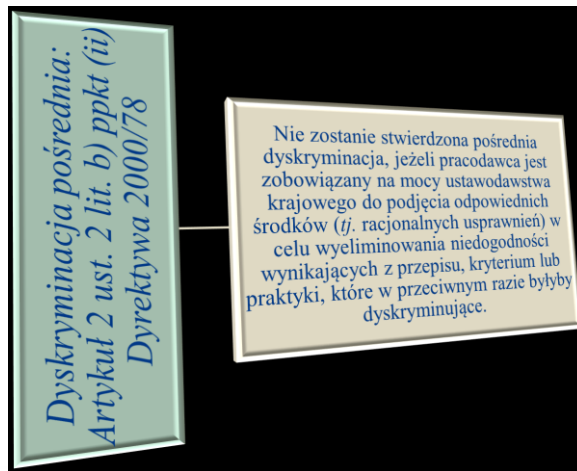 Dyskryminacja pośrednia:
Artykuł 2 ust. 2 lit. b) ppkt (ii)
Dyrektywa 2000/78
Nie zostanie stwierdzona pośrednia
dyskryminacja, jeżeli pracodawca jest
zobowiązany na mocy ustawodawstwa
krajowego do podjęcia odpowiednich
środków (tj. racjonalnych usprawnień) w
celu wyeliminowania niedogodności
wynikających z przepisu, kryterium lub
praktyki, które w przeciwnym razie byłyby
dyskryminujące.